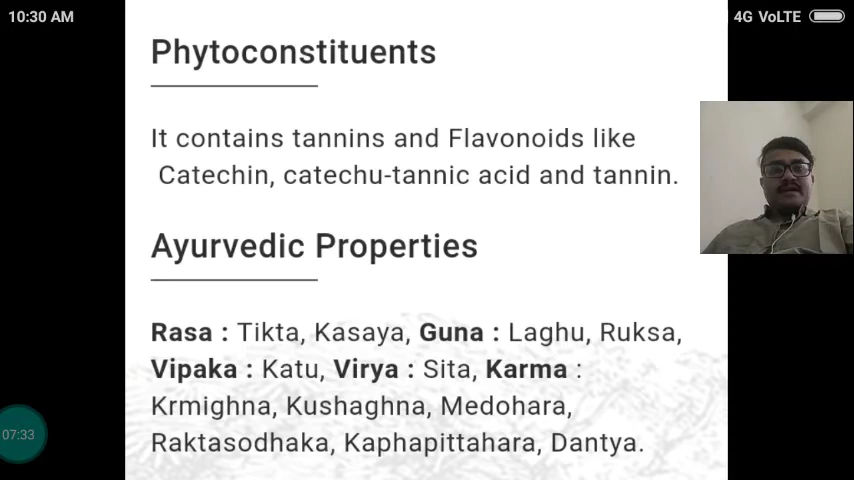 10:30 AM
4G VoLTE
Phytoconstituents
It contains tannins and Flavonoids like
Catechin, catechu-tannic acid and tannin.
Ayurvedic Properties
Rasa : Tikta, Kasaya, Guna : Laghu, Ruksa,
Vipaka : Katu, Virya : Sita, Karma :
Krmighna, Kushaghna, Medohara,
Raktasodhaka, Kaphapittahara, Dantya.
07:33